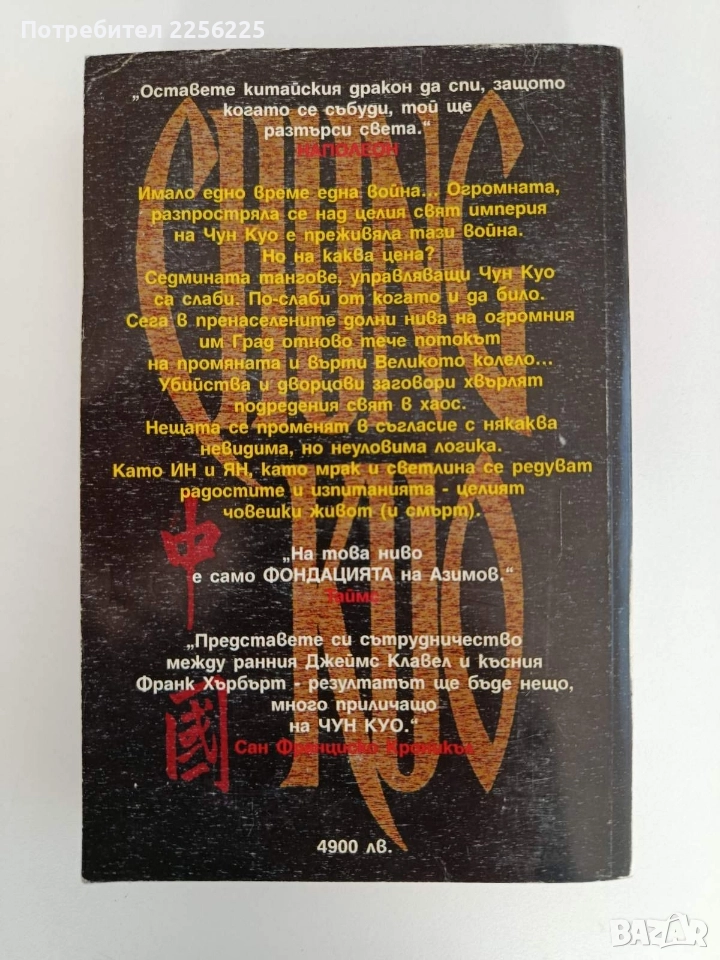 Потребител 2256225
„Оставете китайския дракон да спи, защото
когато се събуди, той ще
разтърси света.“
НАПОЛЕОН
Имало едно време една война... Огромната,
разпростряла се над целия свят империя
на Чун Куо е преживяла тази война.
Но на каква цена?
Седмината тангове, управляващи Чун Куо
са слаби. По-слаби от когато и да било.
Сега в пренаселените долни нива на огромния
им Град отново тече потокът
на промяната и върти Великото колело...
Убийства и дворцови заговори хвърлят
подредения свят в хаос.
Нещата се променят в съгласие с някаква
невидима, но неуловима логика.
Като ИН и ЯН, като мрак и светлина се редуват
радостите и изпитанията - целият
човешки живот (и смърт).
„На това ниво
е само ФОНДАЦИЯТА на Азимов.“
Таймс
„Представете си сътрудничество
между ранния Джеймс Клавел и късния
Франк Хърбърт - резултатът ще бъде нещо,
много приличащо
на ЧУН КУО.“
Сан Франциско Кроникъл
4900 лв.
CHUNG
KUO
中
國
BAZAR